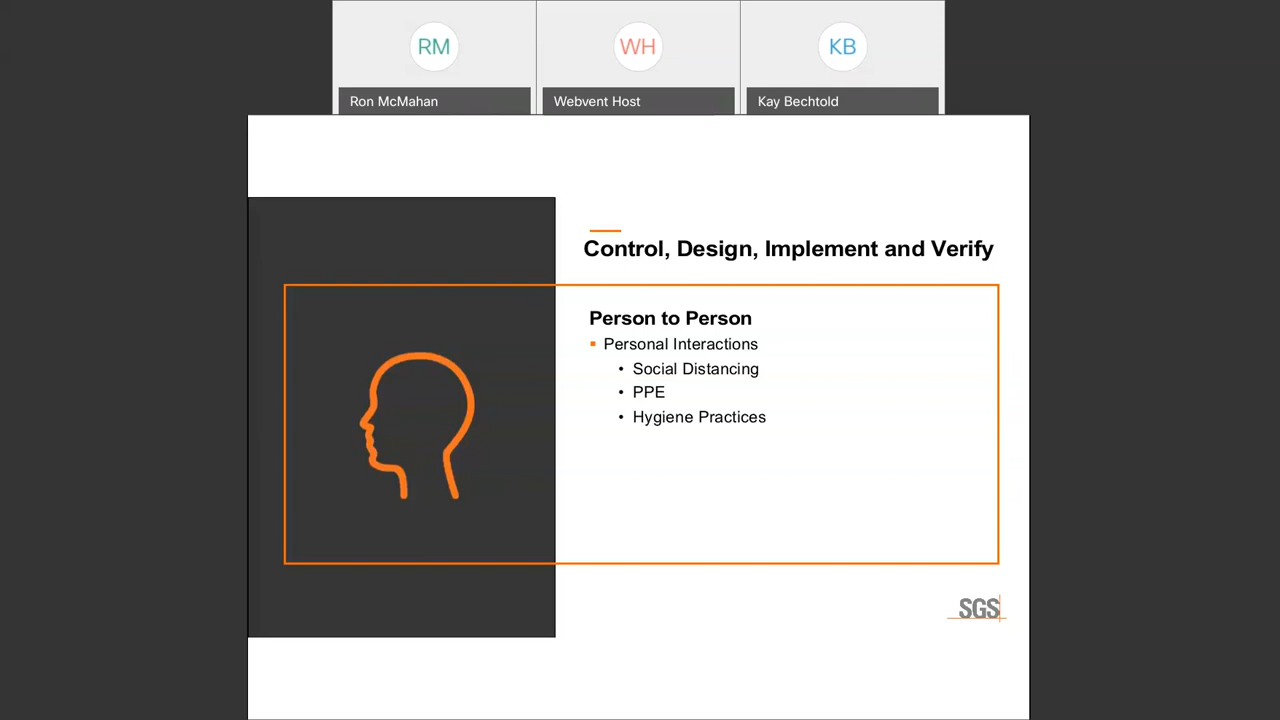 RM
WH
KB
Ron McMahan
Webvent Host
Kay Bechtold
Control, Design, Implement and Verify
Person to Person
Personal Interactions
• Social Distancing
• PPE
• Hygiene Practices
SGS